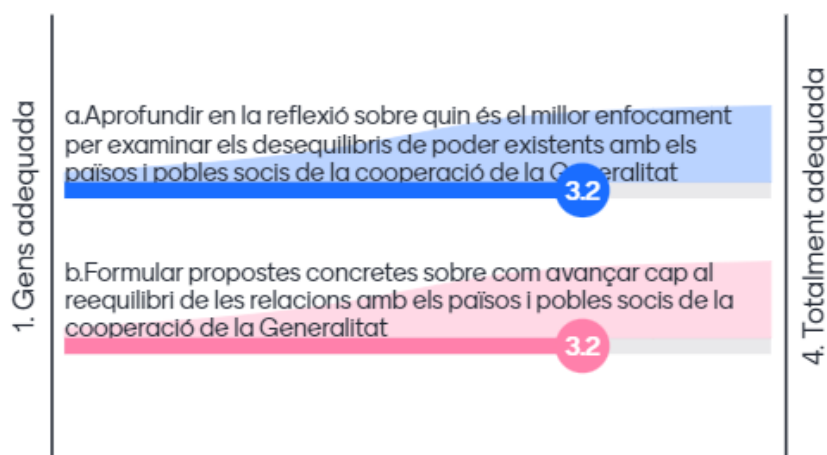 1. Gens adequada
a.Aprofundir en la reflexió sobre quin és el millor enfocament
per examinar els desequilibris de poder existents amb els
països i pobles socis de la cooperació de la Generalitat
3.2
b.Formular propostes concretes sobre com avançar cap al
reequilibri de les relacions amb els països i pobles socis de la
cooperació de la Generalitat
3.2
4. Totalment adequada